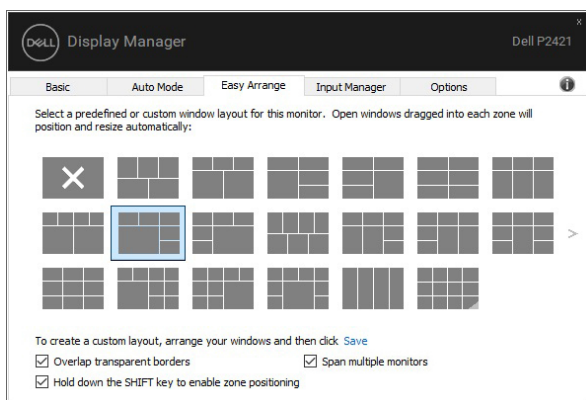 DELL Display Manager Dell P2421
Basic Auto Mode Easy Arrange Input Manager Options
Select a predefined or custom window layout for this monitor. Open windows dragged into each zone will
position and resize automatically:
To create a custom layout, arrange your windows and then click Save
Overlap transparent borders Span multiple monitors
Hold down the SHIFT key to enable zone positioning